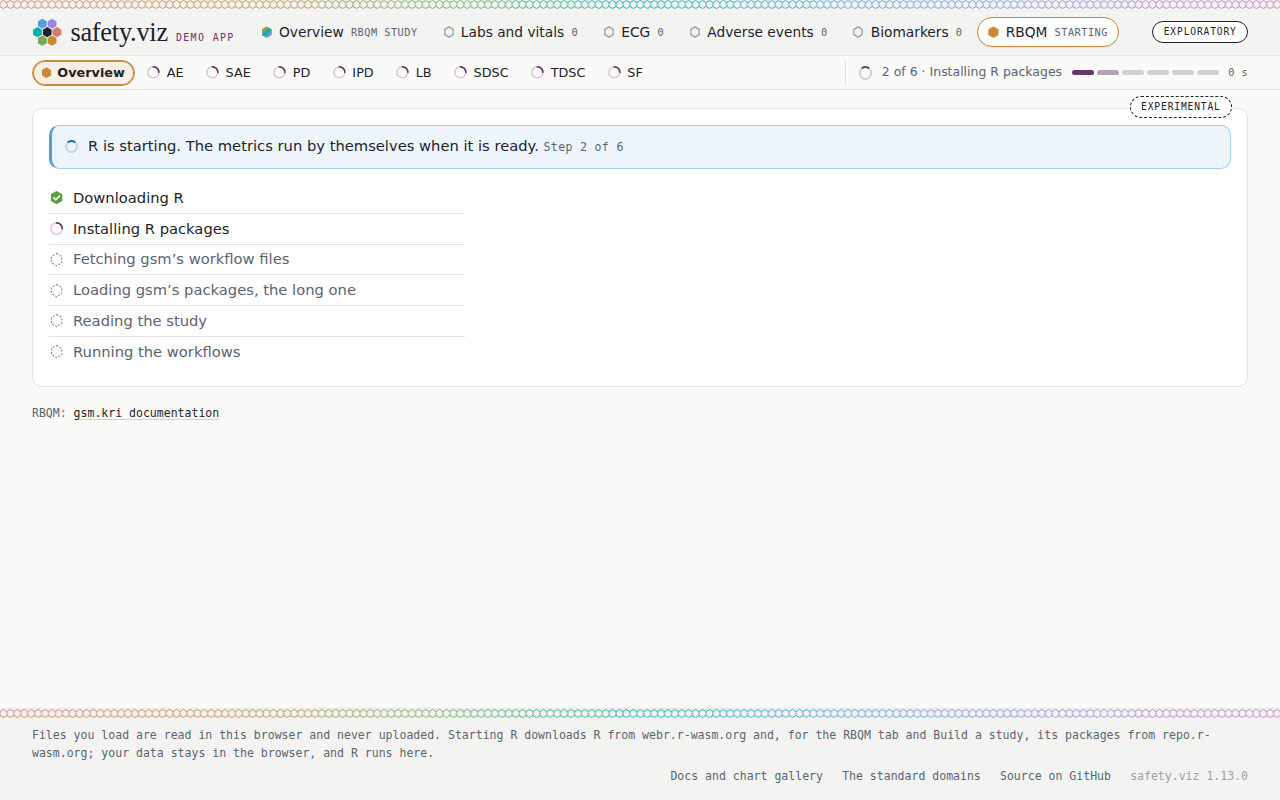 safety.viz DEMO APP Overview RBQM STUDY Labs and vitals 0 ECG 0 Adverse events 0 Biomarkers 0 RBQM STARTING EXPLORATORY
Overview AE SAE PD IPD LB SDSC TDSC SF 2 of 6 · Installing R packages 0 s
EXPERIMENTAL
R is starting. The metrics run by themselves when it is ready. Step 2 of 6
Downloading R
Installing R packages
Fetching gsm’s workflow files
Loading gsm’s packages, the long one
Reading the study
Running the workflows
RBQM: gsm.kri documentation
Files you load are read in this browser and never uploaded. Starting R downloads R from webr.r-wasm.org and, for the RBQM tab and Build a study, its packages from repo.r-
wasm.org; your data stays in the browser, and R runs here.
Docs and chart gallery The standard domains Source on GitHub safety.viz 1.13.0